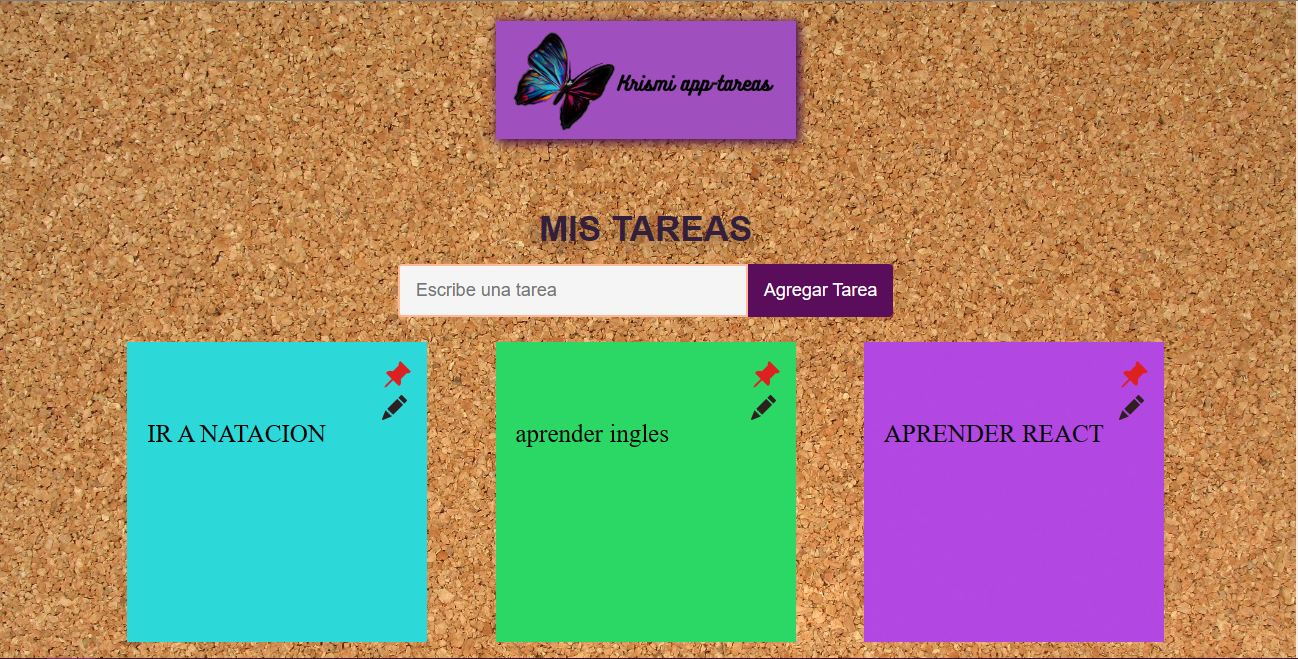 Krismi app-tareas
MIS TAREAS
Escribe una tarea
Agregar Tarea
IR A NATACION
aprender ingles
APRENDER REACT